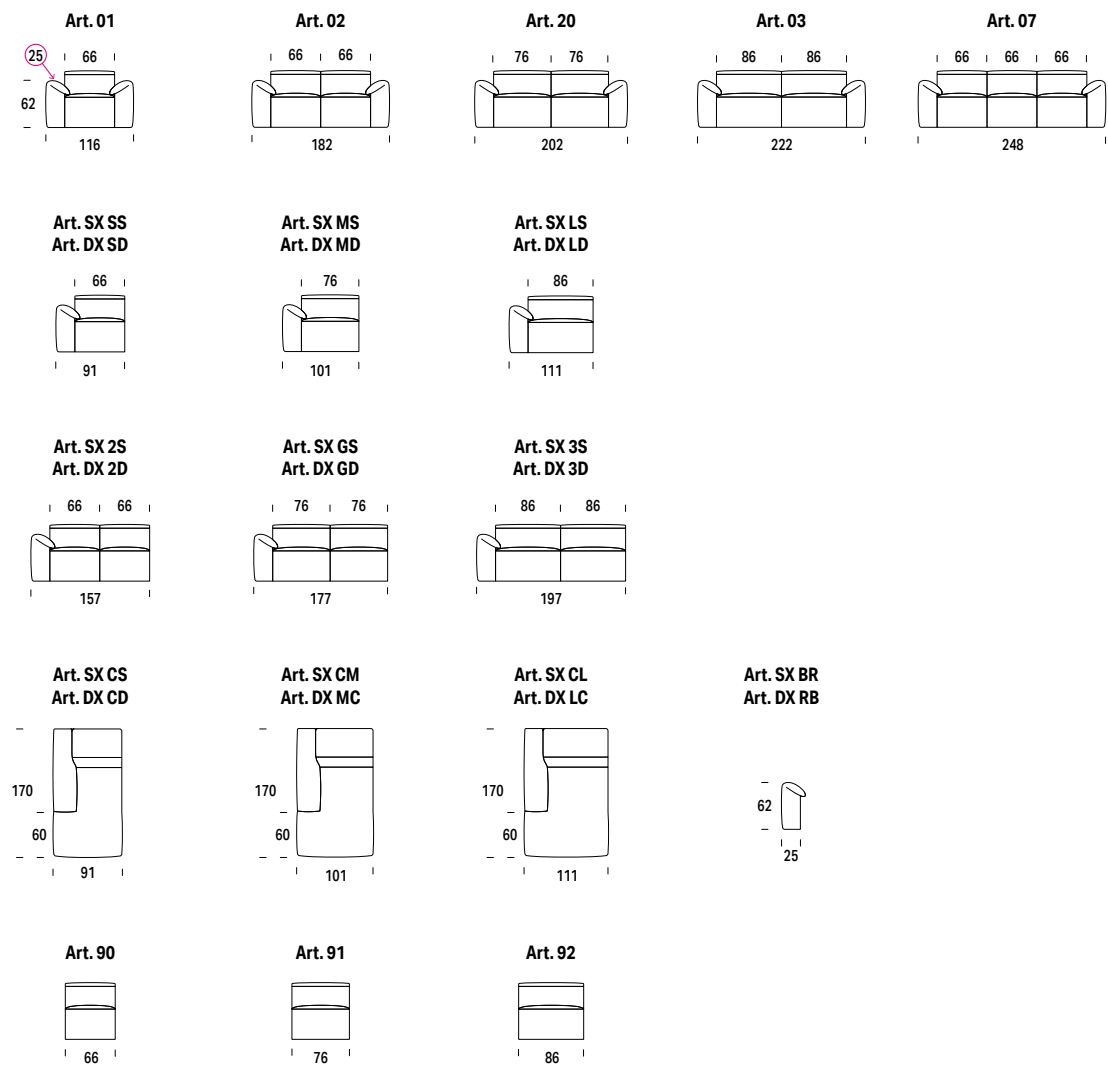 Art. 01
Art. 02
Art. 20
Art. 03
Art. 07
25
66
66 66
76 76
86 86
66 66 66
62
116
182
202
222
248
Art. SX SS
Art. DX SD
Art. SX MS
Art. DX MD
Art. SX LS
Art. DX LD
66
76
86
91
101
111
Art. SX 2S
Art. DX 2D
Art. SX GS
Art. DX GD
Art. SX 3S
Art. DX 3D
66 66
76 76
86 86
157
177
197
Art. SX CS
Art. DX CD
Art. SX CM
Art. DX MC
Art. SX CL
Art. DX LC
Art. SX BR
Art. DX RB
170
60
91
170
60
101
170
60
111
62
25
Art. 90
Art. 91
Art. 92
66
76
86